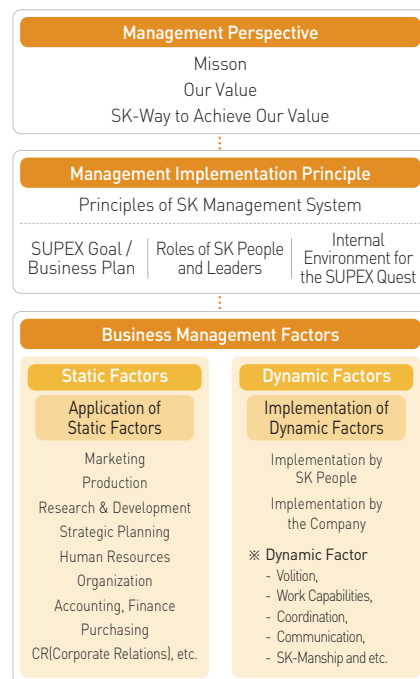 Management Perspective
Misson
Our Value
SK-Way to Achieve Our Value
Management Implementation Principle
Principles of SK Management System
SUPEX Goal /
Business Plan
Roles of SK People
and Leaders
Internal
Environment for
the SUPEX Quest
Business Management Factors
Static Factors
Application of
Static Factors
Marketing
Production
Research & Development
Strategic Planning
Human Resources
Organization
Accounting, Finance
Purchasing
CR(Corporate Relations), etc.
Dynamic Factors
Implementation of
Dynamic Factors
Implementation by
SK People
Implementation by
the Company
※ Dynamic Factor
- Volition,
- Work Capabilities,
- Coordination,
- Communication,
- SK-Manship and etc.